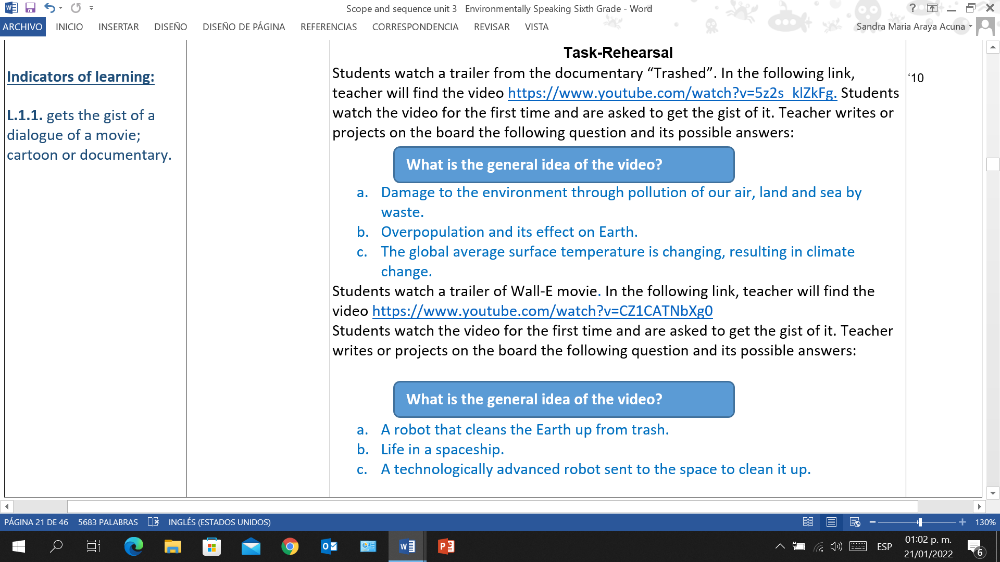 Scope and sequence unit 3   Environmentally Speaking Sixth Grade - Word
ARCHIVO INICIO INSERTAR DISEÑO DISEÑO DE PÁGINA REFERENCIAS CORRESPONDENCIA REVISAR VISTA
Sandra Maria Araya Acuna
Indicators of learning:
L.1.1. gets the gist of a
dialogue of a movie;
cartoon or documentary.
Task-Rehearsal
Students watch a trailer from the documentary “Trashed”. In the following link,
teacher will find the video https://www.youtube.com/watch?v=5z2s_klZkFg. Students
watch the video for the first time and are asked to get the gist of it. Teacher writes or
projects on the board the following question and its possible answers:
What is the general idea of the video?
a. Damage to the environment through pollution of our air, land and sea by
waste.
b. Overpopulation and its effect on Earth.
c. The global average surface temperature is changing, resulting in climate
change.
Students watch a trailer of Wall-E movie. In the following link, teacher will find the
video https://www.youtube.com/watch?v=CZ1CATNbXg0
Students watch the video for the first time and are asked to get the gist of it. Teacher
writes or projects on the board the following question and its possible answers:
What is the general idea of the video?
a. A robot that cleans the Earth up from trash.
b. Life in a spaceship.
c. A technologically advanced robot sent to the space to clean it up.
‘10
PÁGINA 21 DE 46 5683 PALABRAS INGLÉS (ESTADOS UNIDOS)
130%
ESP
01:02 p. m.
21/01/2022
6